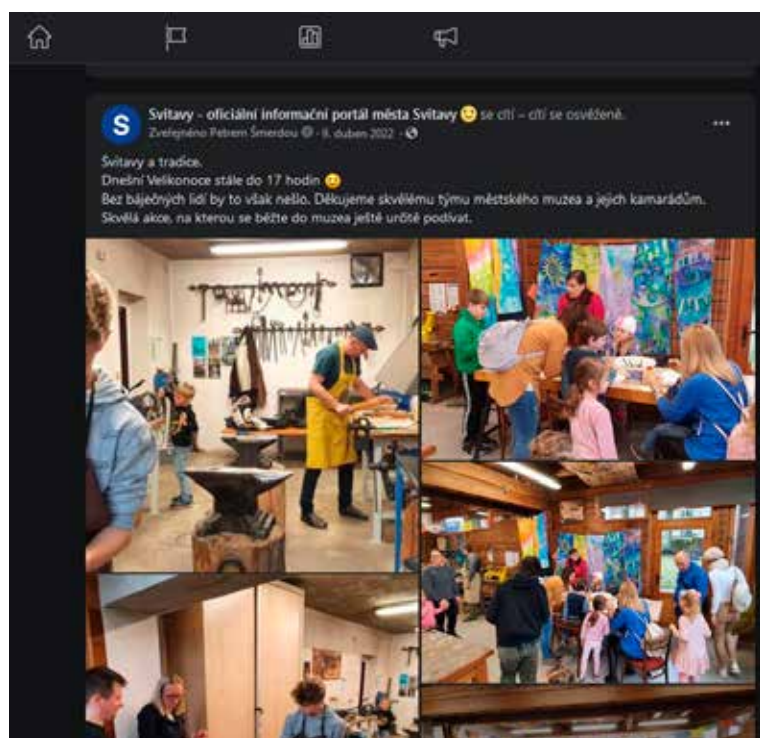 S
Svitavy - oficiální informační portál města Svitavy 😌 se cítí – cítí se osvěženě.
Zveřejněno Petrem Šmerdou · 9. duben 2022 ·
Svitavy a tradice.
Dnešní Velikonoce stále do 17 hodin 😊
Bez báječných lidí by to však nešlo. Děkujeme skvělému týmu městského muzea a jejich kamarádům.
Skvělá akce, na kterou se běžte do muzea ještě určitě podívat.